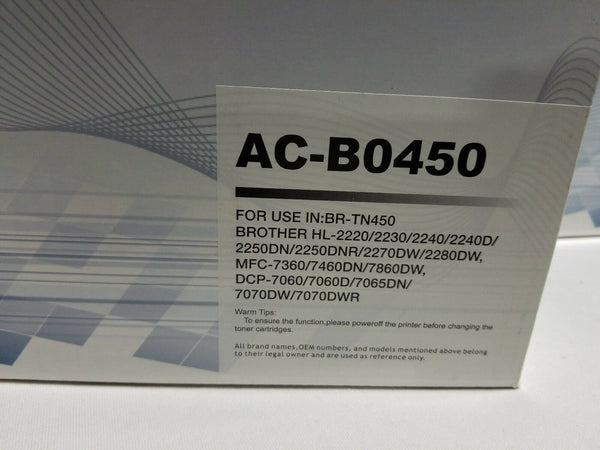 AC-B0450
FOR USE IN:BR-TN450
BROTHER HL-2220/2230/2240/2240D/
2250DN/2250DNR/2270DW/2280DW,
MFC-7360/7460DN/7860DW,
DCP-7060/7060D/7065DN/
7070DW/7070DWR
Warm Tips:
To ensure the function,please poweroff the printer before changing the
toner cartridges.
All brand names,OEM numbers, and models mentioned above belong
to their legal owner and are used as reference only.